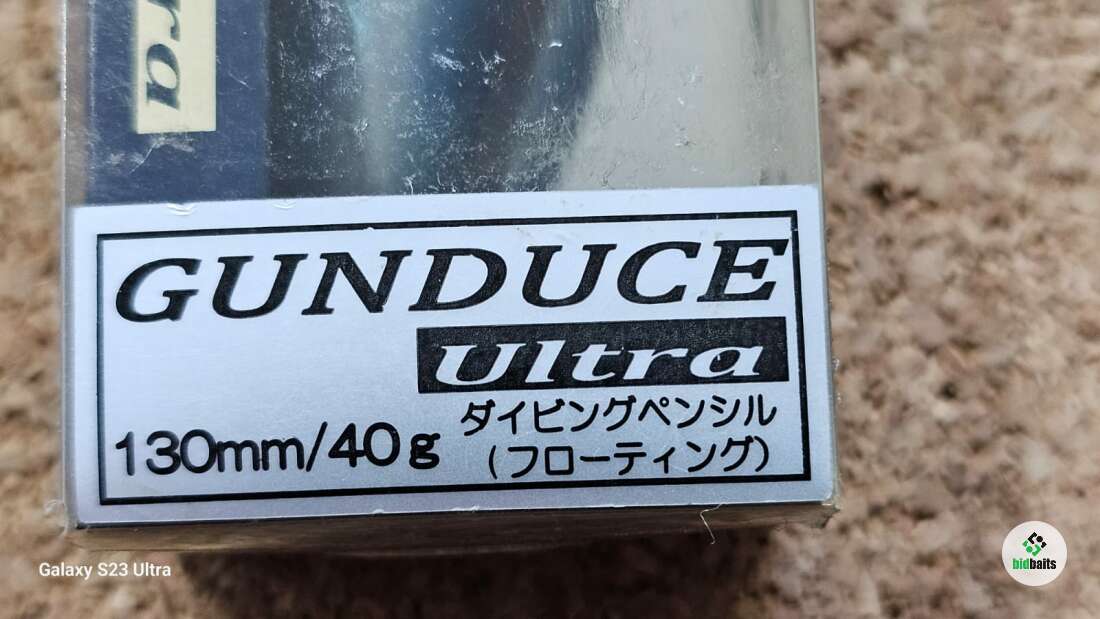 ra
GUNDUCE
Ultra
ダイビングペンシル
130mm/40g
(フローティング)
Galaxy S23 Ultra
bidbaits